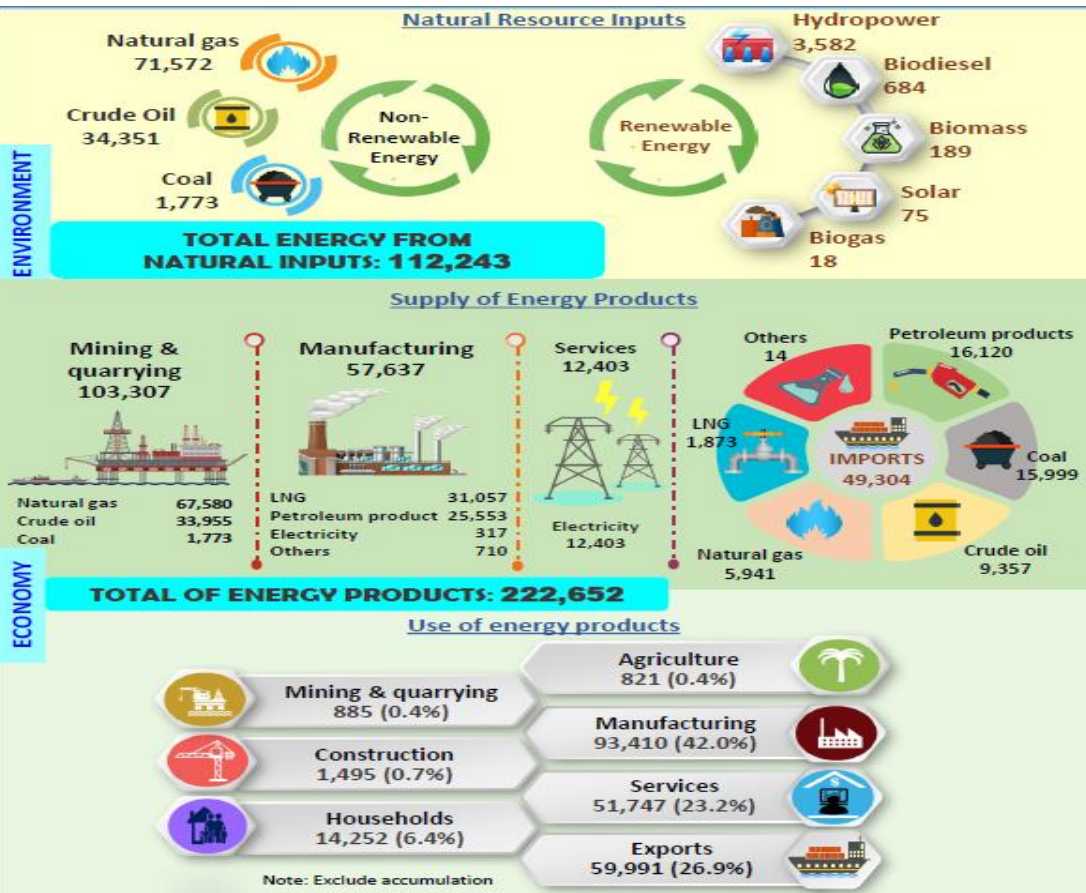 Natural Resource Inputs
Natural gas
71,572
Crude Oil
34,351
Coal
1,773
Non-
Renewable
Energy
Renewable
Energy
Hydropower
3,582
Biodiesel
684
Biomass
189
Solar
75
Biogas
18
ENVIRONMENT
TOTAL ENERGY FROM
NATURAL INPUTS: 112,243
Supply of Energy Products
Mining &
quarrying
103,307
Natural gas 67,580
Crude oil 33,955
Coal 1,773
Manufacturing
57,637
LNG 31,057
Petroleum product 25,553
Electricity 317
Others 710
Services
12,403
Electricity
12,403
Others
14
Petroleum products
16,120
LNG
1,873
IMPORTS
49,304
Coal
15,999
Natural gas
5,941
Crude oil
9,357
ECONOMY
TOTAL OF ENERGY PRODUCTS: 222,652
Use of energy products
Mining & quarrying
885 (0.4%)
Construction
1,495 (0.7%)
Households
14,252 (6.4%)
Agriculture
821 (0.4%)
Manufacturing
93,410 (42.0%)
Services
51,747 (23.2%)
Exports
59,991 (26.9%)
Note: Exclude accumulation